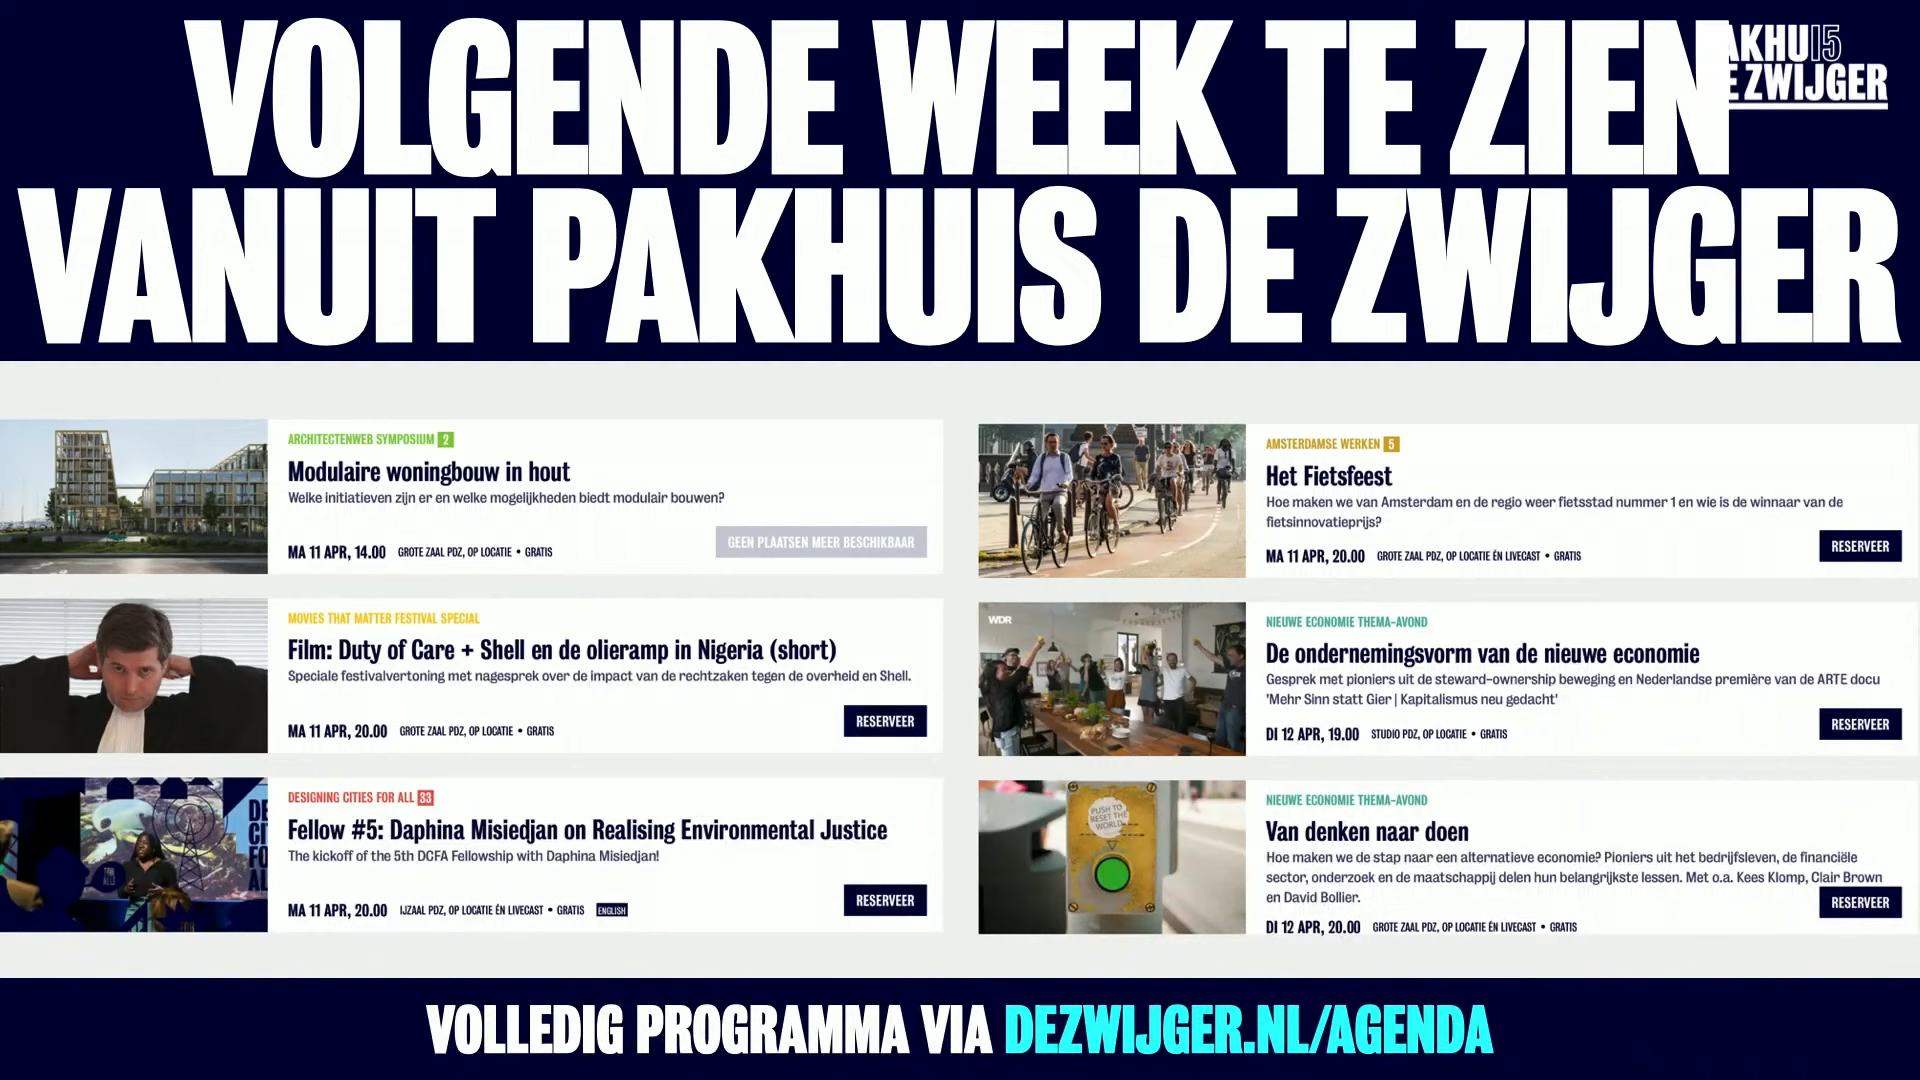 VOLGENDE WEEK TE ZIEN
VANUIT PAKHUIS DE ZWIJGER
AKHU15
E ZWIJGER
ARCHITECTENWEB SYMPOSIUM 2
Modulaire woningbouw in hout
Welke initiatieven zijn er en welke mogelijkheden biedt modulair bouwen?
GEEN PLAATSEN MEER BESCHIKBAAR
MA 11 APR, 14.00 GROTE ZAAL PDZ, OP LOCATIE • GRATIS
MOVIES THAT MATTER FESTIVAL SPECIAL
Film: Duty of Care + Shell en de olieramp in Nigeria (short)
Speciale festivalvertoning met nagesprek over de impact van de rechtzaken tegen de overheid en Shell.
RESERVEER
MA 11 APR, 20.00 GROTE ZAAL PDZ, OP LOCATIE • GRATIS
DE
CI
FO
AL
DESIGNING CITIES FOR ALL 33
Fellow #5: Daphina Misiedjan on Realising Environmental Justice
The kickoff of the 5th DCFA Fellowship with Daphina Misiedjan!
RESERVEER
MA 11 APR, 20.00 IJZAAL PDZ, OP LOCATIE ÉN LIVECAST • GRATIS ENGLISH
AMSTERDAMSE WERKEN 5
Het Fietsfeest
Hoe maken we van Amsterdam en de regio weer fietsstad nummer 1 en wie is de winnaar van de
fietsinnovatieprijs?
RESERVEER
MA 11 APR, 20.00 GROTE ZAAL PDZ, OP LOCATIE ÉN LIVECAST • GRATIS
WDR
NIEUWE ECONOMIE THEMA-AVOND
De ondernemingsvorm van de nieuwe economie
Gesprek met pioniers uit de steward-ownership beweging en Nederlandse première van de ARTE docu
'Mehr Sinn statt Gier | Kapitalismus neu gedacht'
RESERVEER
DI 12 APR, 19.00 STUDIO PDZ, OP LOCATIE • GRATIS
PUSH TO
RESET THE
WORLD
NIEUWE ECONOMIE THEMA-AVOND
Van denken naar doen
Hoe maken we de stap naar een alternatieve economie? Pioniers uit het bedrijfsleven, de financiële
sector, onderzoek en de maatschappij delen hun belangrijkste lessen. Met o.a. Kees Klomp, Clair Brown
en David Bollier.
RESERVEER
DI 12 APR, 20.00 GROTE ZAAL PDZ, OP LOCATIE ÉN LIVECAST • GRATIS
VOLLEDIG PROGRAMMA VIA DEZWIJGER.NL/AGENDA